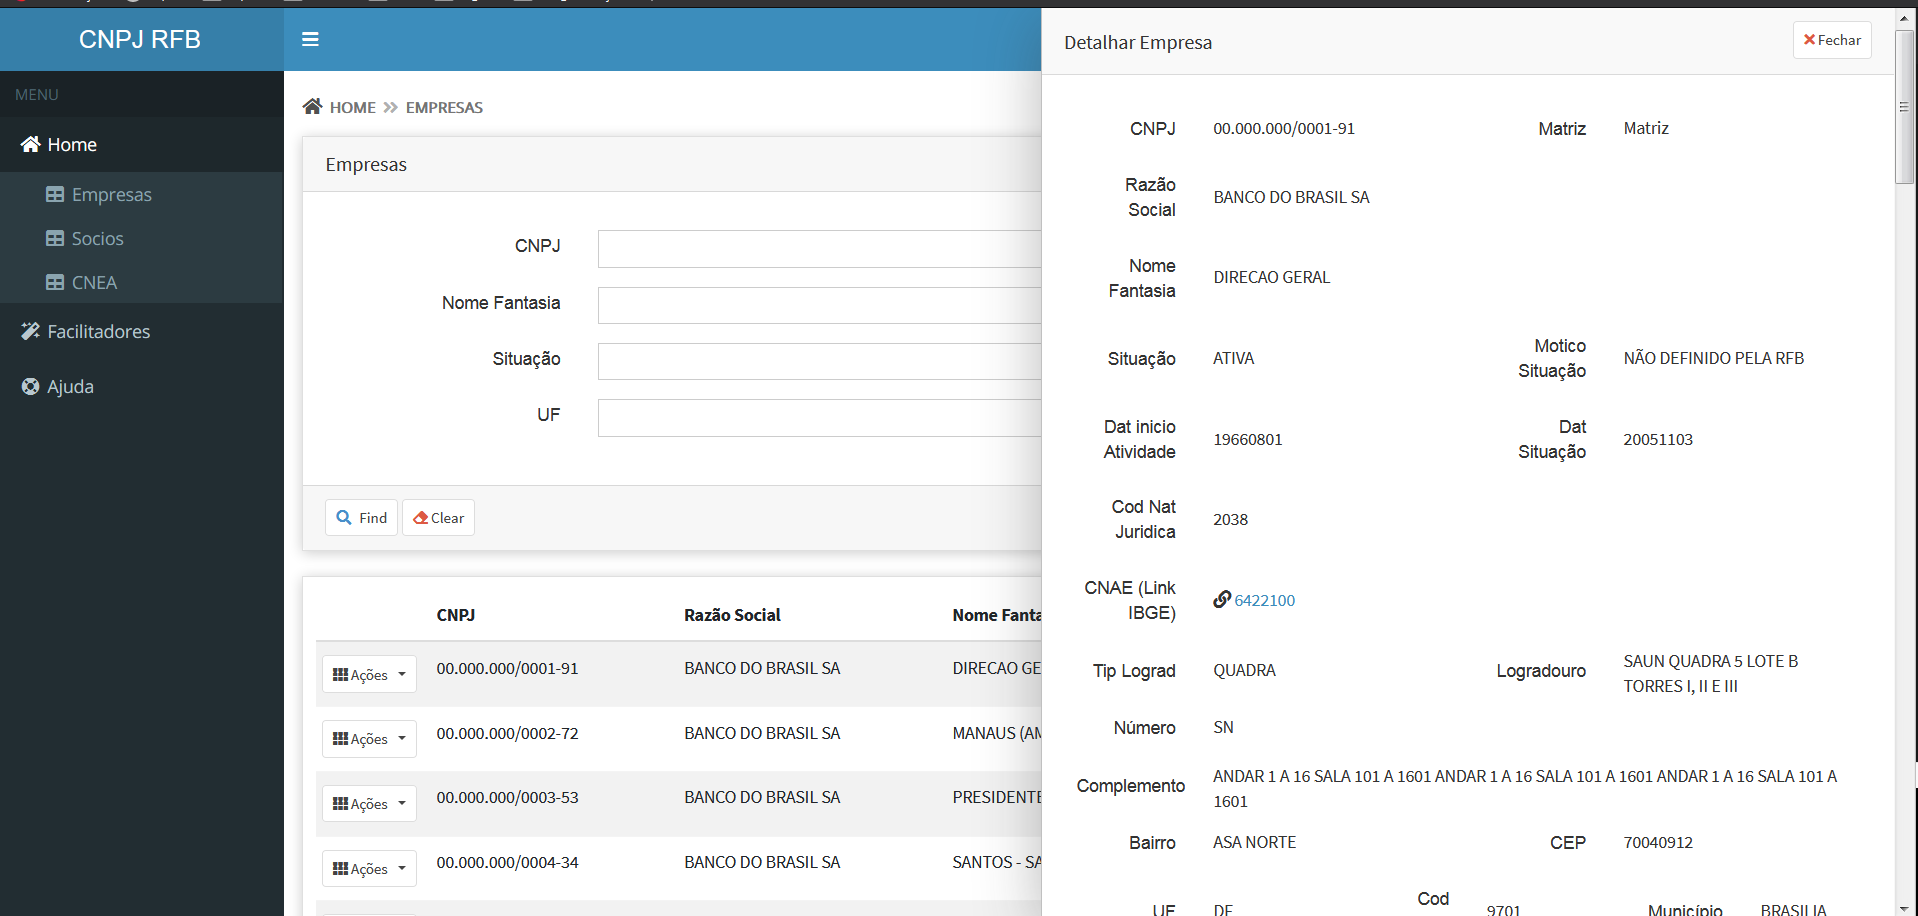 CNPJ RFB
MENU
Home
Empresas
Socios
CNEA
Facilitadores
Ajuda
HOME EMPRESAS
Empresas
CNPJ
Nome Fantasia
Situação
UF
Find Clear
CNPJ Razão Social Nome Fanta
Ações 00.000.000/0001-91 BANCO DO BRASIL SA DIRECAO GE
Ações 00.000.000/0002-72 BANCO DO BRASIL SA MANAUS (AM
Ações 00.000.000/0003-53 BANCO DO BRASIL SA PRESIDENTE
Ações 00.000.000/0004-34 BANCO DO BRASIL SA SANTOS - SA
Detalhar Empresa Fechar
CNPJ 00.000.000/0001-91 Matriz Matriz
Razão
Social
BANCO DO BRASIL SA
Nome
Fantasia
DIRECAO GERAL
Situação ATIVA
Motico
Situação
NÃO DEFINIDO PELA RFB
Dat inicio
Atividade
19660801
Dat
Situação
20051103
Cod Nat
Juridica
2038
CNAE (Link
IBGE)
6422100
Tip Lograd QUADRA
Logradouro
SAUN QUADRA 5 LOTE B
TORRES I, II E III
Número SN
Complemento
ANDAR 1 A 16 SALA 101 A 1601 ANDAR 1 A 16 SALA 101 A 1601 ANDAR 1 A 16 SALA 101 A
1601
Bairro ASA NORTE CEP 70040912
UF DF
Cod
9701
Município BRASILIA